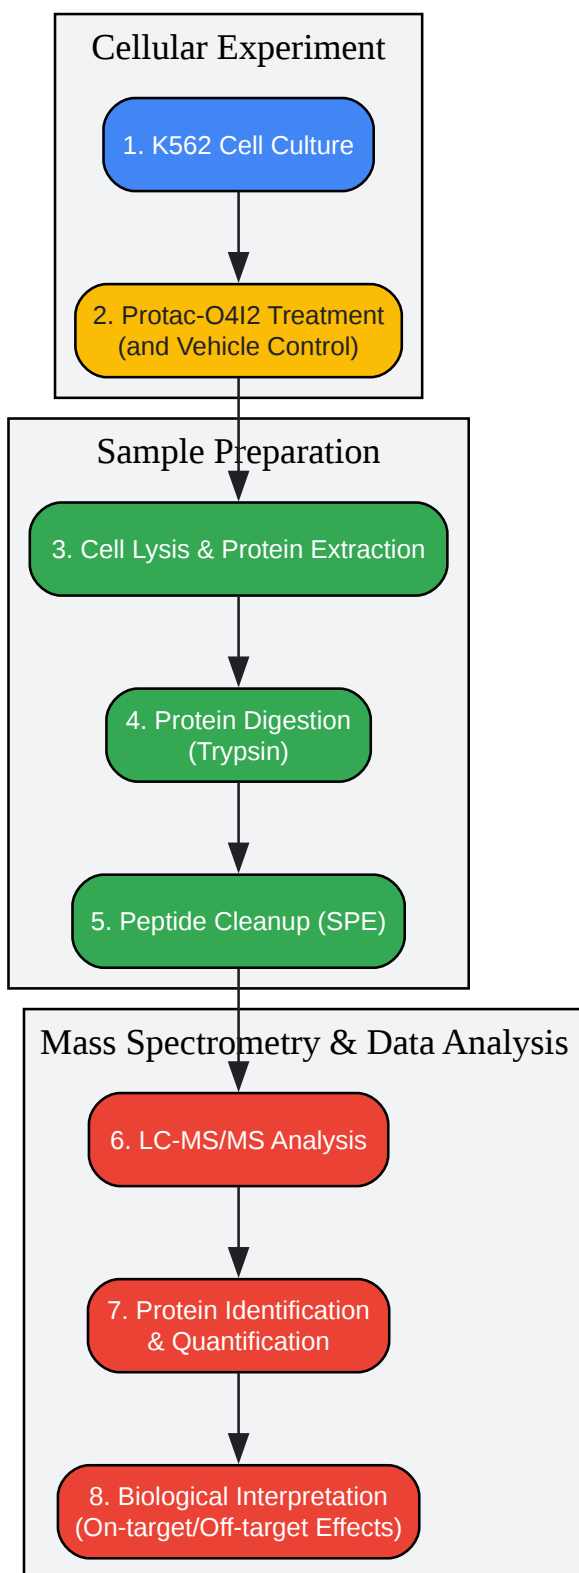 Cellular Experiment
1. K562 Cell Culture
2. Protac-O4I2 Treatment
(and Vehicle Control)
Sample Preparation
3. Cell Lysis & Protein Extraction
4. Protein Digestion
(Trypsin)
5. Peptide Cleanup (SPE)
Mass Spectrometry & Data Analysis
6. LC-MS/MS Analysis
7. Protein Identification
& Quantification
8. Biological Interpretation
(On-target/Off-target Effects)